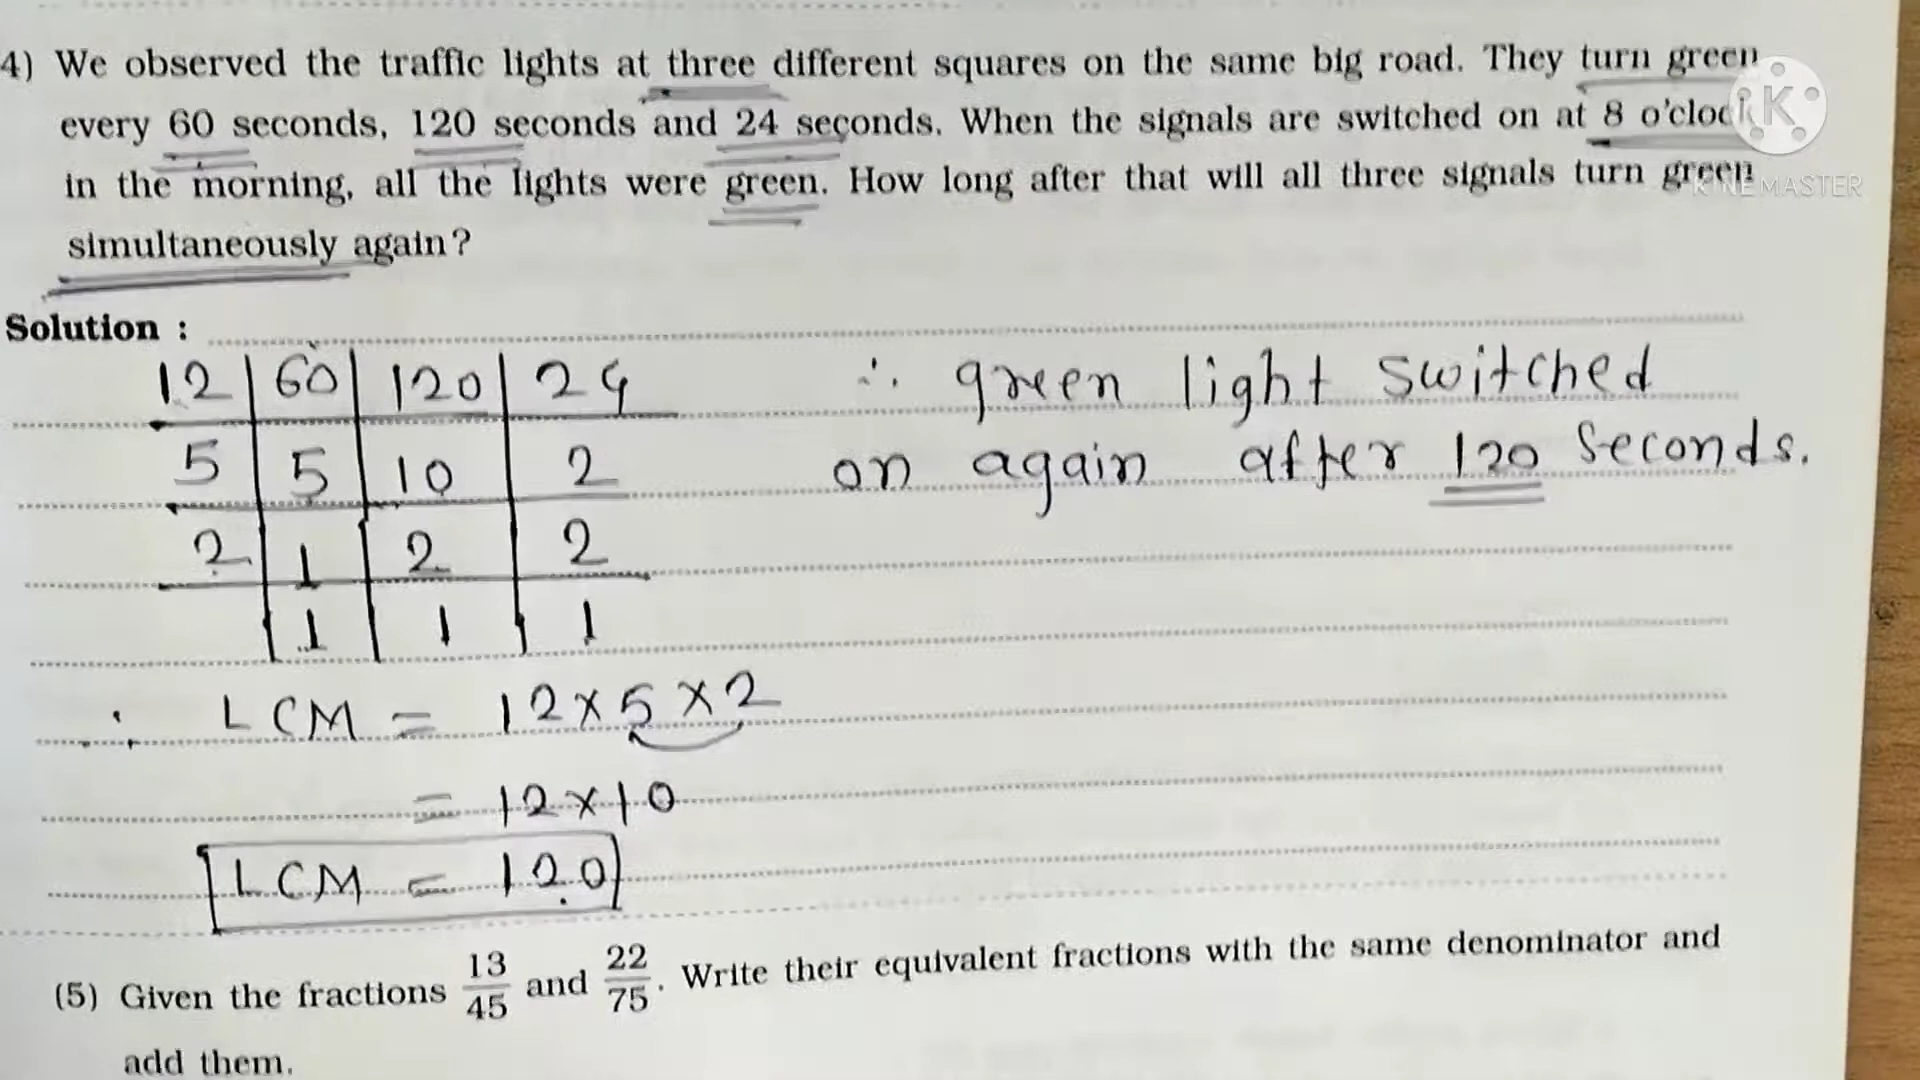 4) We observed the traffic lights at three different squares on the same big road. They turn green
every 60 seconds, 120 seconds and 24 seconds. When the signals are switched on at 8 o'clock
in the morning, all the lights were green. How long after that will all three signals turn green
simultaneously again?
KINEMASTER
Solution :
12 60 120 24
5 5 10 2
2 1 2 2
1 1 1
∴ green light switched
on again after 120 seconds.
∴ LCM = 12×5×2
= 12×10
LCM = 120
(5) Given the fractions 13/45 and 22/75. Write their equivalent fractions with the same denominator and
add them.